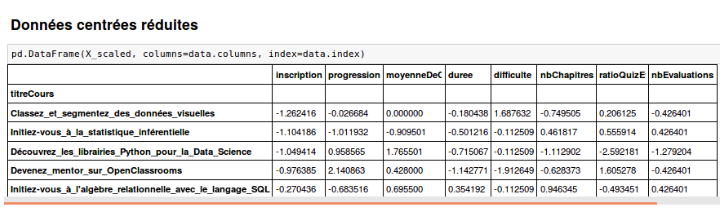 Données centrées réduites
pd.DataFrame(X_scaled, columns=data.columns, index=data.index)
inscription progression moyenneDeC duree difficulte nbChapitres ratioQuizE nbEvaluations
titreCours
Classez_et_segmentez_des_données_visuelles -1.262416 -0.026684 0.000000 -0.180438 1.687632 -0.749505 0.206125 -0.426401
Initiez-vous_à_la_statistique_inférentielle -1.104186 -1.011932 -0.909501 -0.501216 -0.112509 0.461817 0.555914 0.426401
Découvrez_les_librairies_Python_pour_la_Data_Science -1.049414 0.958565 1.765501 -0.715067 -0.112509 -1.112902 -2.592181 -1.279204
Devenez_mentor_sur_OpenClassrooms -0.976385 2.140863 0.428000 -1.142771 -1.912649 -0.628373 1.605278 -0.426401
Initiez-vous_à_l'algèbre_relationnelle_avec_le_langage_SQL -0.270436 -0.683516 0.695500 0.354192 -0.112509 0.946345 -0.493451 0.426401